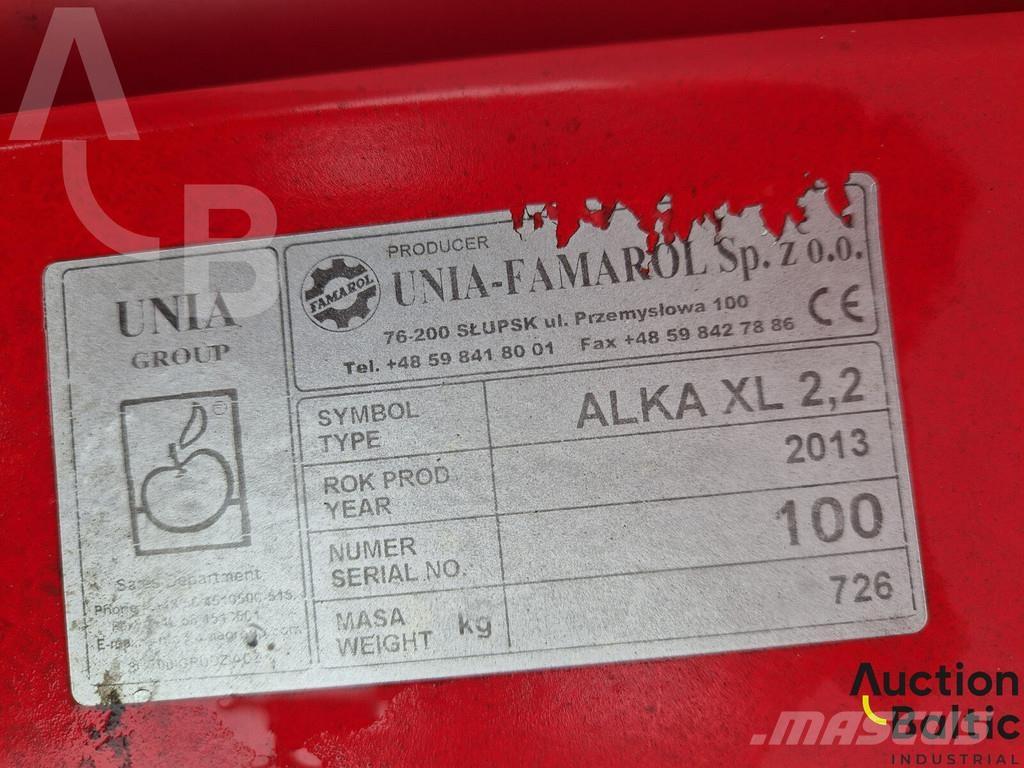 A
B
UNIA
GROUP
©
Sales Department
Phone
E-ma
PRODUCER
FAMAROL
UNIA-FAMAROL Sp. z o.o.
76-200 SŁUPSK ul. Przemysłowa 100
Tel. +48 59 841 80 01 Fax +48 59 842 78 86
CE
SYMBOL
TYPE
ALKA XL 2,2
ROK PROD
YEAR
2013
NUMER
SERIAL NO.
100
MASA
WEIGHT kg
726
Auction
Baltic
INDUSTRIAL
MASCUS